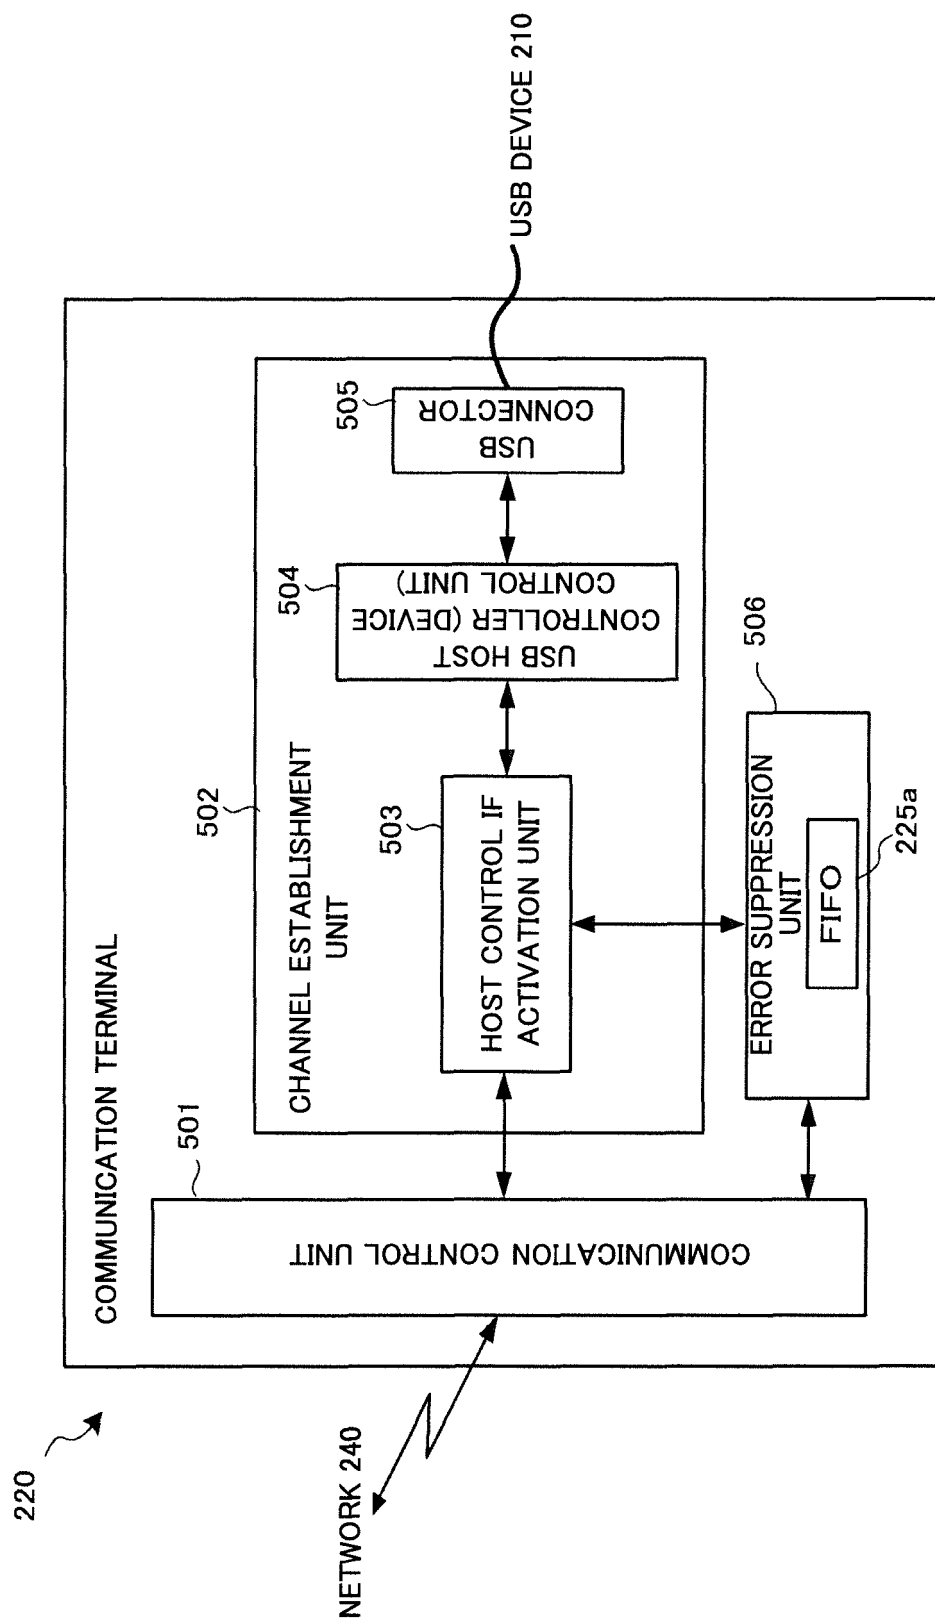 220
COMMUNICATION TERMINAL
NETWORK 240
501
COMMUNICATION CONTROL UNIT
502
CHANNEL ESTABLISHMENT
UNIT
503
HOST CONTROL IF
ACTIVATION UNIT
504
USB HOST
CONTROLLER (DEVICE
CONTROL UNIT)
505
USB
CONNECTOR
USB DEVICE 210
506
ERROR SUPPRESSION
UNIT
FIFO
225a